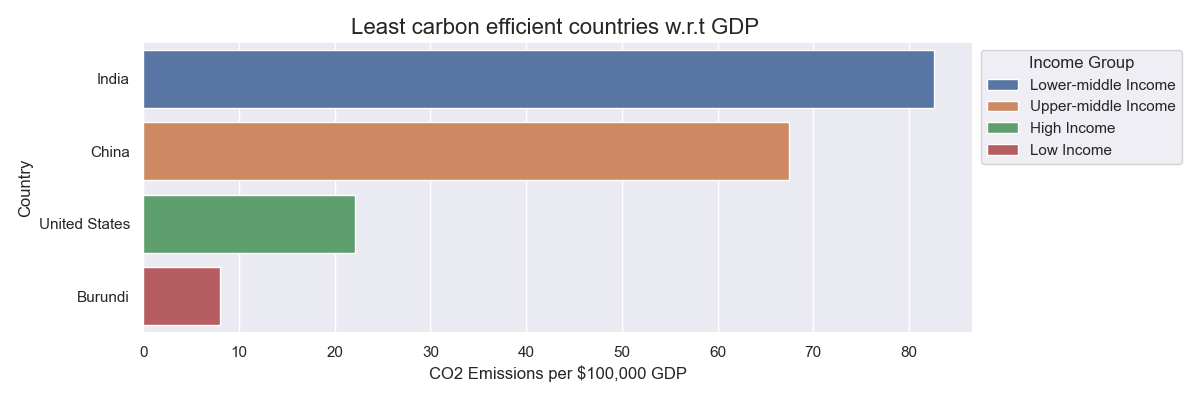 Least carbon efficient countries w.r.t GDP
Country
India
China
United States
Burundi
0 10 20 30 40 50 60 70 80
CO2 Emissions per $100,000 GDP
Income Group
Lower-middle Income
Upper-middle Income
High Income
Low Income